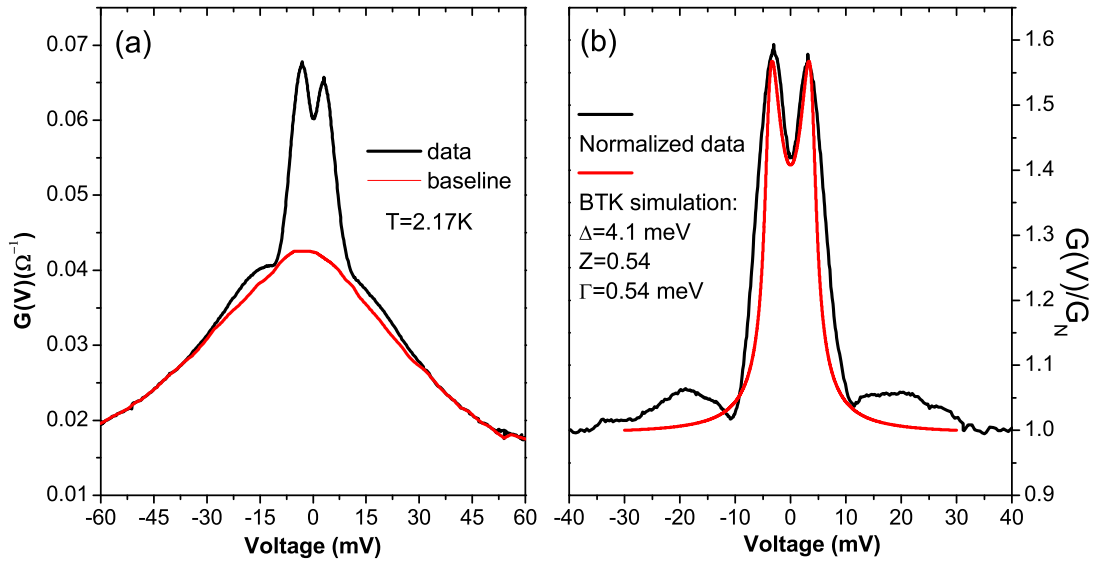 (a)
data
baseline
T=2.17K
G(V)(Ω⁻¹)
0.07
0.06
0.05
0.04
0.03
0.02
0.01
-60 -45 -30 -15 0 15 30 45 60
Voltage (mV)
(b)
Normalized data
BTK simulation:
Δ=4.1 meV
Z=0.54
Γ=0.54 meV
1.6
1.5
1.4
1.3
1.2
1.1
1.0
0.9
G(V)/G_N
-40 -30 -20 -10 0 10 20 30 40
Voltage (mV)